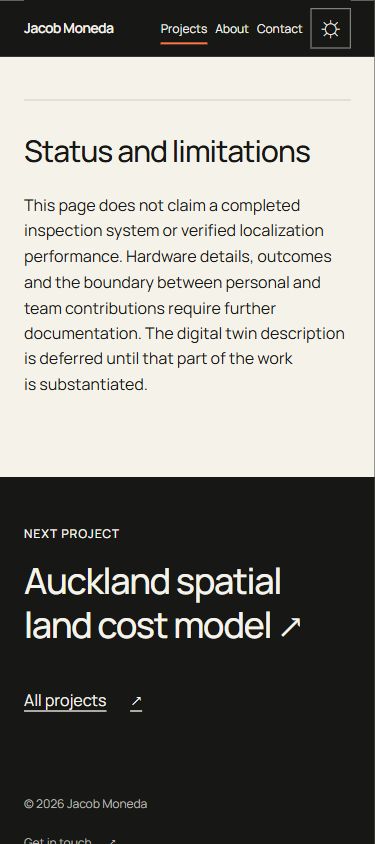 Jacob Moneda
Projects About Contact
Status and limitations
This page does not claim a completed
inspection system or verified localization
performance. Hardware details, outcomes
and the boundary between personal and
team contributions require further
documentation. The digital twin description
is deferred until that part of the work
is substantiated.
NEXT PROJECT
Auckland spatial
land cost model ↗
All projects ↗
© 2026 Jacob Moneda
Get in touch ↗